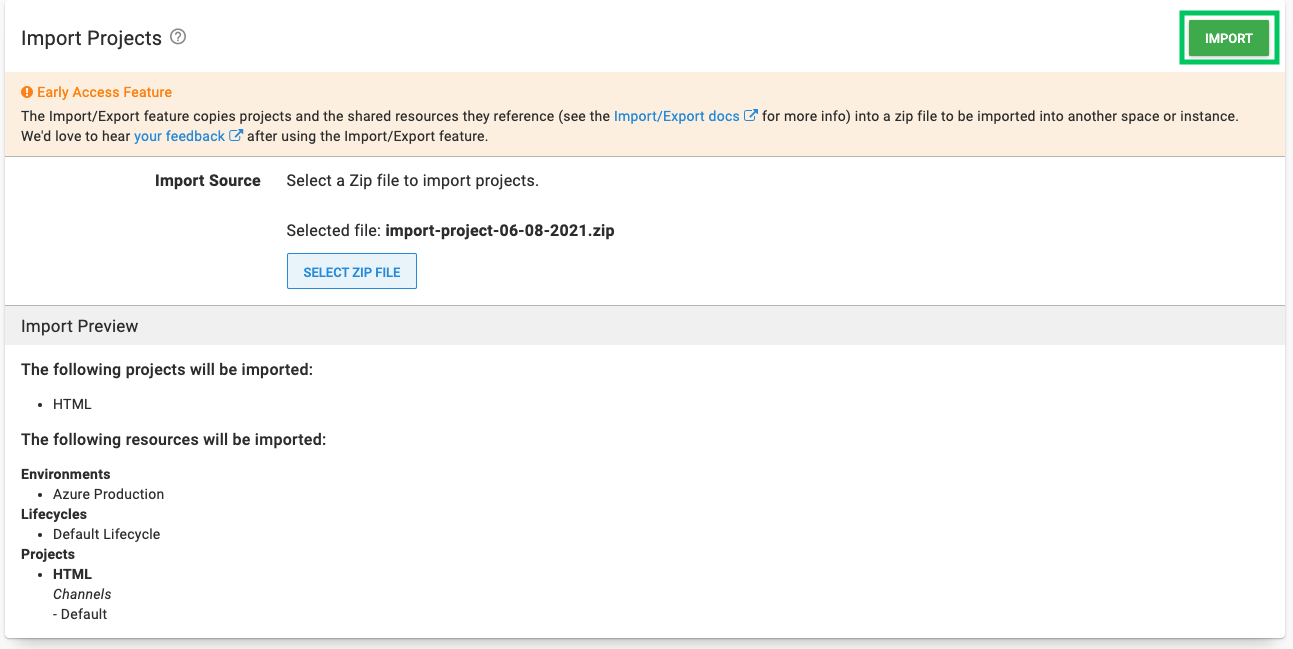 Import Projects
IMPORT
Early Access Feature
The Import/Export feature copies projects and the shared resources they reference (see the Import/Export docs for more info) into a zip file to be imported into another space or instance.
We'd love to hear your feedback after using the Import/Export feature.
Import Source Select a Zip file to import projects.
Selected file: import-project-06-08-2021.zip
SELECT ZIP FILE
Import Preview
The following projects will be imported:
• HTML
The following resources will be imported:
Environments
• Azure Production
Lifecycles
• Default Lifecycle
Projects
• HTML
Channels
- Default